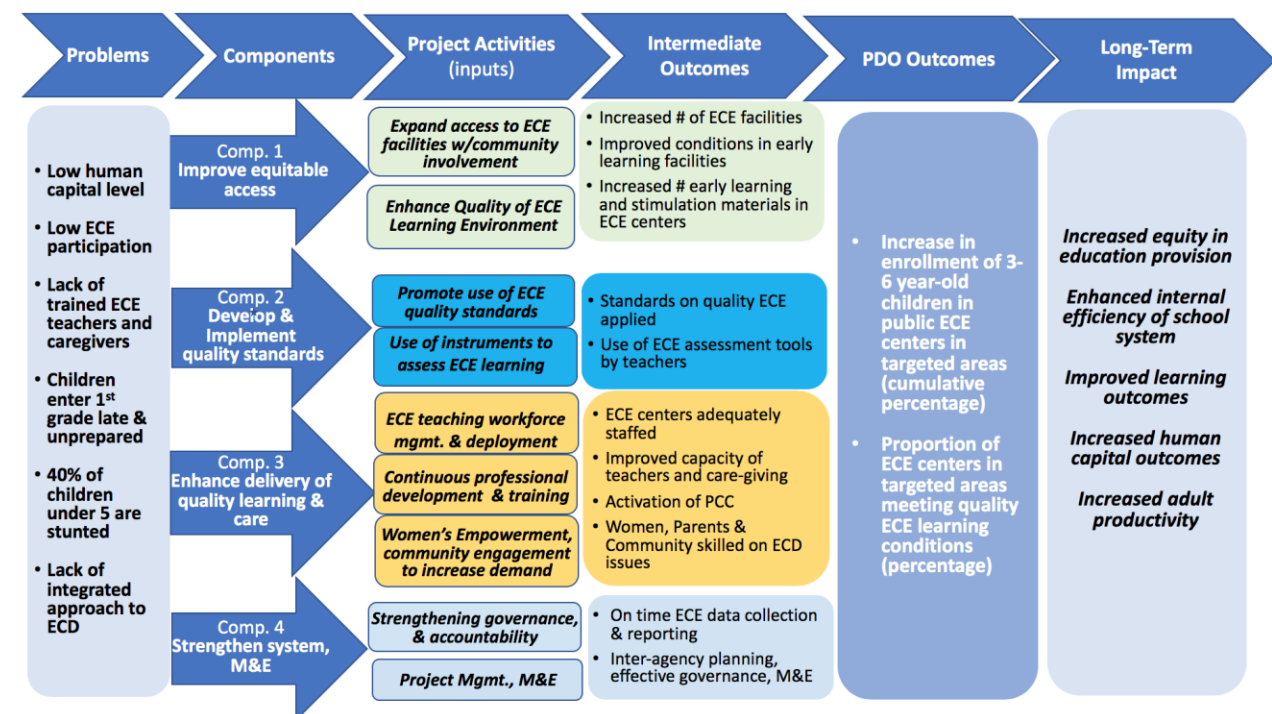 Problems
Components
Project Activities
(inputs)
Intermediate
Outcomes
PDO Outcomes
Long-Term
Impact
• Low human
capital level
• Low ECE
participation
• Lack of
trained ECE
teachers and
caregivers
• Children
enter 1st
grade late &
unprepared
• 40% of
children
under 5 are
stunted
• Lack of
integrated
approach to
ECD
Comp. 1
Improve equitable
access
Expand access to ECE
facilities w/community
involvement
Enhance Quality of ECE
Learning Environment
• Increased # of ECE facilities
• Improved conditions in early
learning facilities
• Increased # early learning
and stimulation materials in
ECE centers
Comp. 2
Develop &
Implement
quality standards
Promote use of ECE
quality standards
Use of instruments to
assess ECE learning
• Standards on quality ECE
applied
• Use of ECE assessment tools
by teachers
Comp. 3
Enhance delivery of
quality learning &
care
ECE teaching workforce
mgmt. & deployment
Continuous professional
development & training
Women's Empowerment,
community engagement
to increase demand
• ECE centers adequately
staffed
• Improved capacity of
teachers and care-giving
• Activation of PCC
• Women, Parents &
Community skilled on ECD
issues
Comp. 4
Strengthen system,
M&E
Strengthening governance,
& accountability
Project Mgmt., M&E
• On time ECE data collection
& reporting
• Inter-agency planning,
effective governance, M&E
• Increase in
enrollment of 3-
6 year-old
children in
public ECE
centers in
targeted areas
(cumulative
percentage)
• Proportion of
ECE centers in
targeted areas
meeting quality
ECE learning
conditions
(percentage)
Increased equity in
education provision
Enhanced internal
efficiency of school
system
Improved learning
outcomes
Increased human
capital outcomes
Increased adult
productivity